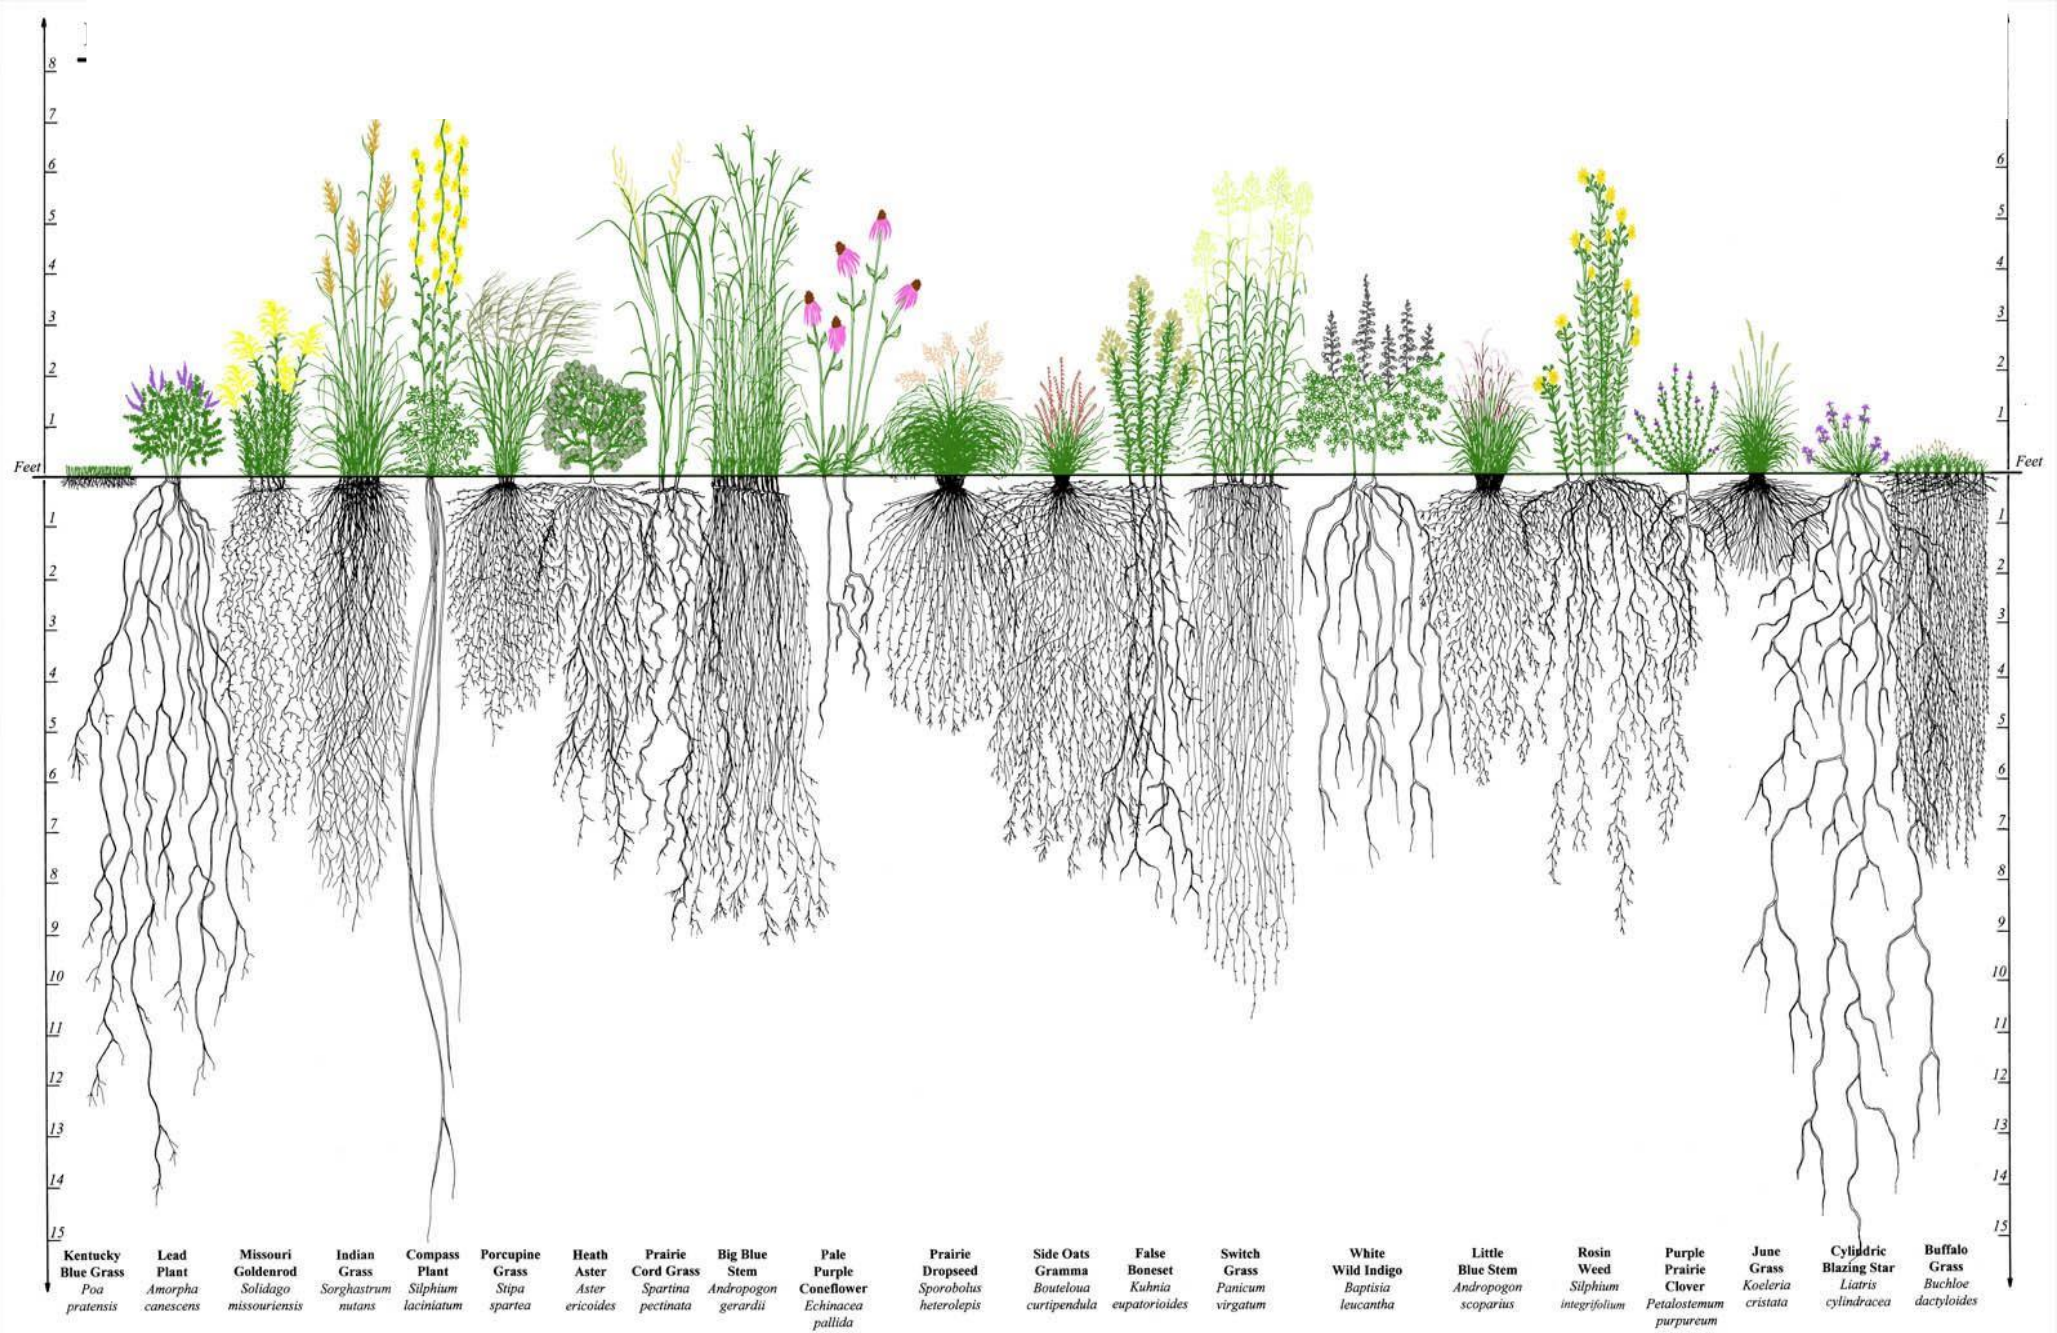 8
7
6
5
4
3
2
1
Feet
1
2
3
4
5
6
7
8
9
10
11
12
13
14
15
6
5
4
3
2
1
Feet
1
2
3
4
5
6
7
8
9
10
11
12
13
14
15
Kentucky
Blue Grass
Poa
pratensis
Lead
Plant
Amorpha
canescens
Missouri
Goldenrod
Solidago
missouriensis
Indian
Grass
Sorghastrum
nutans
Compass
Plant
Silphium
laciniatum
Porcupine
Grass
Stipa
spartea
Heath
Aster
Aster
ericoides
Prairie
Cord Grass
Spartina
pectinata
Big Blue
Stem
Andropogon
gerardii
Pale
Purple
Coneflower
Echinacea
pallida
Prairie
Dropseed
Sporobolus
heterolepis
Side Oats
Gramma
Bouteloua
curtipendula
False
Boneset
Kuhnia
eupatorioides
Switch
Grass
Panicum
virgatum
White
Wild Indigo
Baptisia
leucantha
Little
Blue Stem
Andropogon
scoparius
Rosin
Weed
Silphium
integrifolium
Purple
Prairie
Clover
Petalostemum
purpureum
June
Grass
Koeleria
cristata
Cylindric
Blazing Star
Liatris
cylindracea
Buffalo
Grass
Buchloe
dactyloides